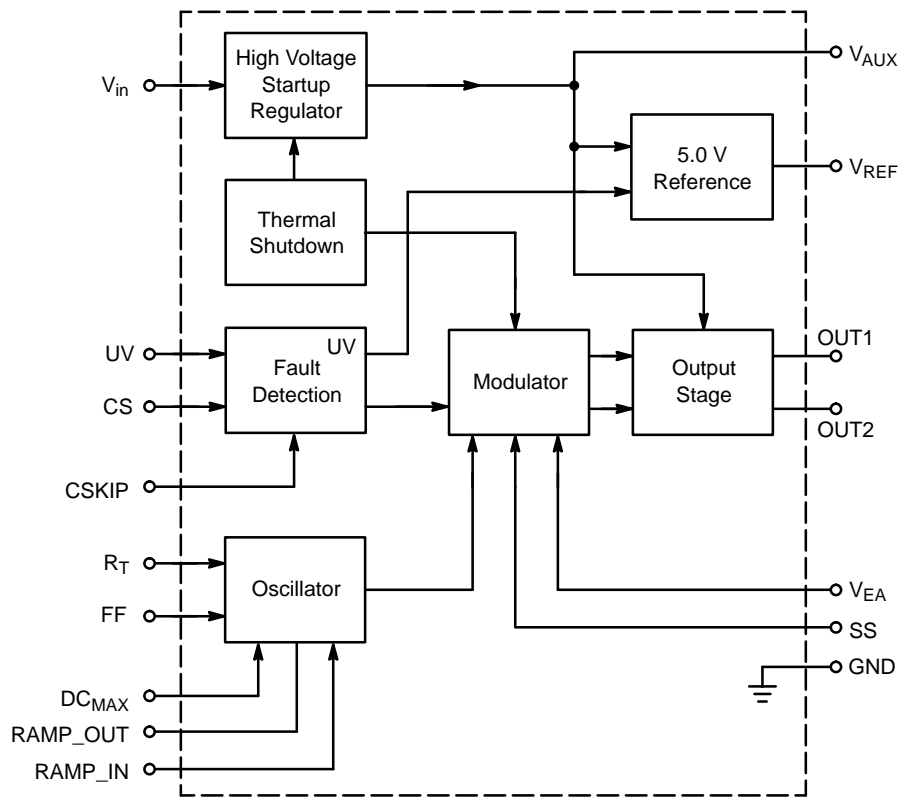 High Voltage
Startup
Regulator
V_in
V_AUX
5.0 V
Reference
V_REF
Thermal
Shutdown
UV
UV
Fault
Detection
CS
Modulator
Output
Stage
OUT1
OUT2
CSKIP
R_T
Oscillator
FF
V_EA
SS
GND
DC_MAX
RAMP_OUT
RAMP_IN